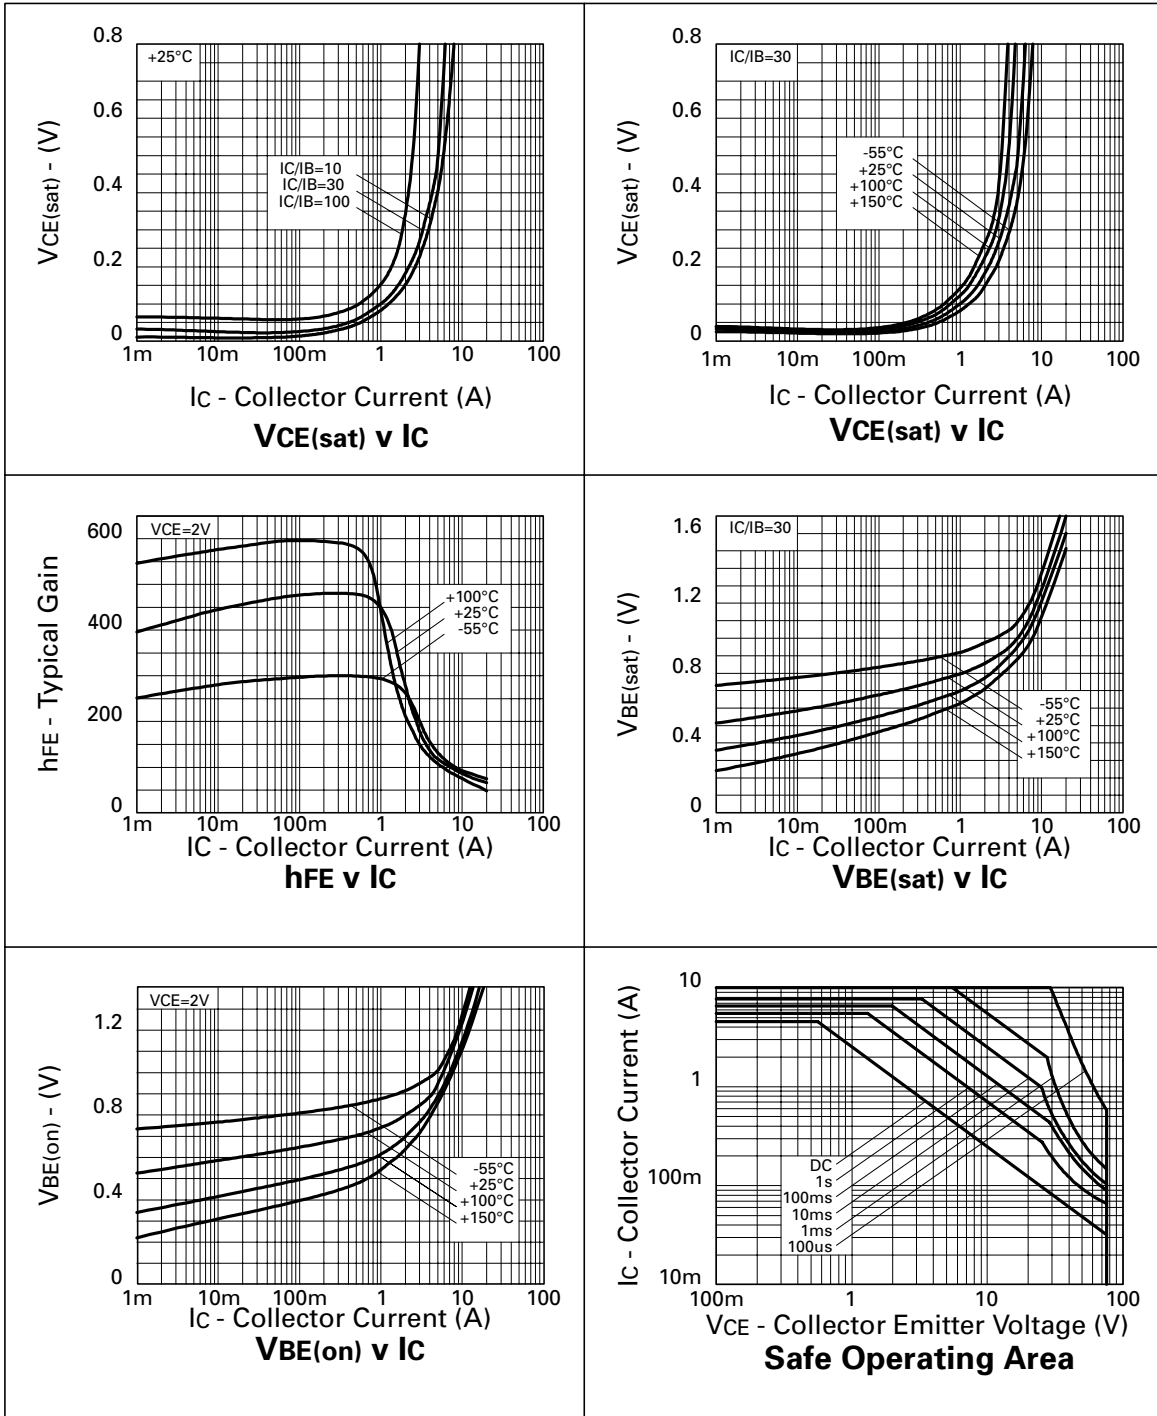 0.8
0.6
0.4
0.2
0
VCE(sat) - (V)
+25°C
IC/IB=10
IC/IB=30
IC/IB=100
1m 10m 100m 1 10 100
IC - Collector Current (A)
VCE(sat) v IC
0.8
0.6
0.4
0.2
0
VCE(sat) - (V)
IC/IB=30
-55°C
+25°C
+100°C
+150°C
1m 10m 100m 1 10 100
IC - Collector Current (A)
VCE(sat) v IC
600
400
200
0
hFE - Typical Gain
VCE=2V
+100°C
+25°C
-55°C
1m 10m 100m 1 10 100
IC - Collector Current (A)
hFE v IC
1.6
1.2
0.8
0.4
0
VBE(sat) - (V)
IC/IB=30
-55°C
+25°C
+100°C
+150°C
1m 10m 100m 1 10 100
IC - Collector Current (A)
VBE(sat) v IC
1.2
0.8
0.4
0
VBE(on) - (V)
VCE=2V
-55°C
+25°C
+100°C
+150°C
1m 10m 100m 1 10 100
IC - Collector Current (A)
VBE(on) v IC
10
1
100m
10m
IC - Collector Current (A)
DC
1s
100ms
10ms
1ms
100us
100m 1 10 100
VCE - Collector Emitter Voltage (V)
Safe Operating Area